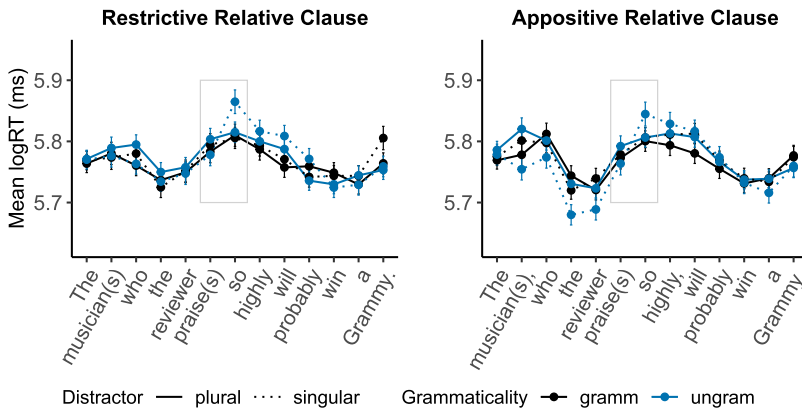 Restrictive Relative Clause
Appositive Relative Clause
Mean logRT (ms)
5.9
5.8
5.7
The
musician(s)
who
the
reviewer
praise(s)
so
highly
will
probably
win
a
Grammy.
5.9
5.8
5.7
The
musician(s),
who
the
reviewer
praise(s)
so
highly,
will
probably
win
a
Grammy
Distractor plural singular Grammaticality gramm ungram